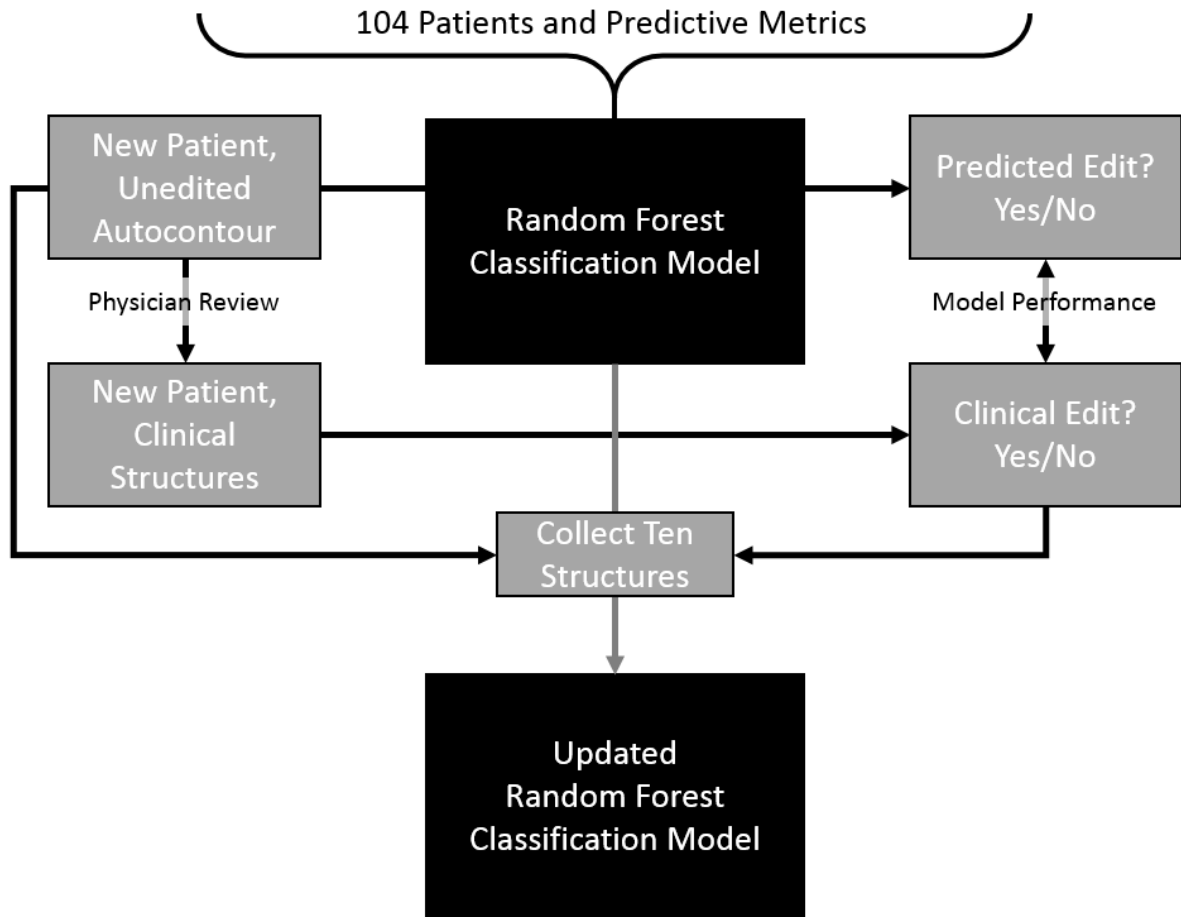 104 Patients and Predictive Metrics
New Patient,
Unedited
Autocontour
Random Forest
Classification Model
Predicted Edit?
Yes/No
Physician Review
Model Performance
New Patient,
Clinical
Structures
Clinical Edit?
Yes/No
Collect Ten
Structures
Updated
Random Forest
Classification Model